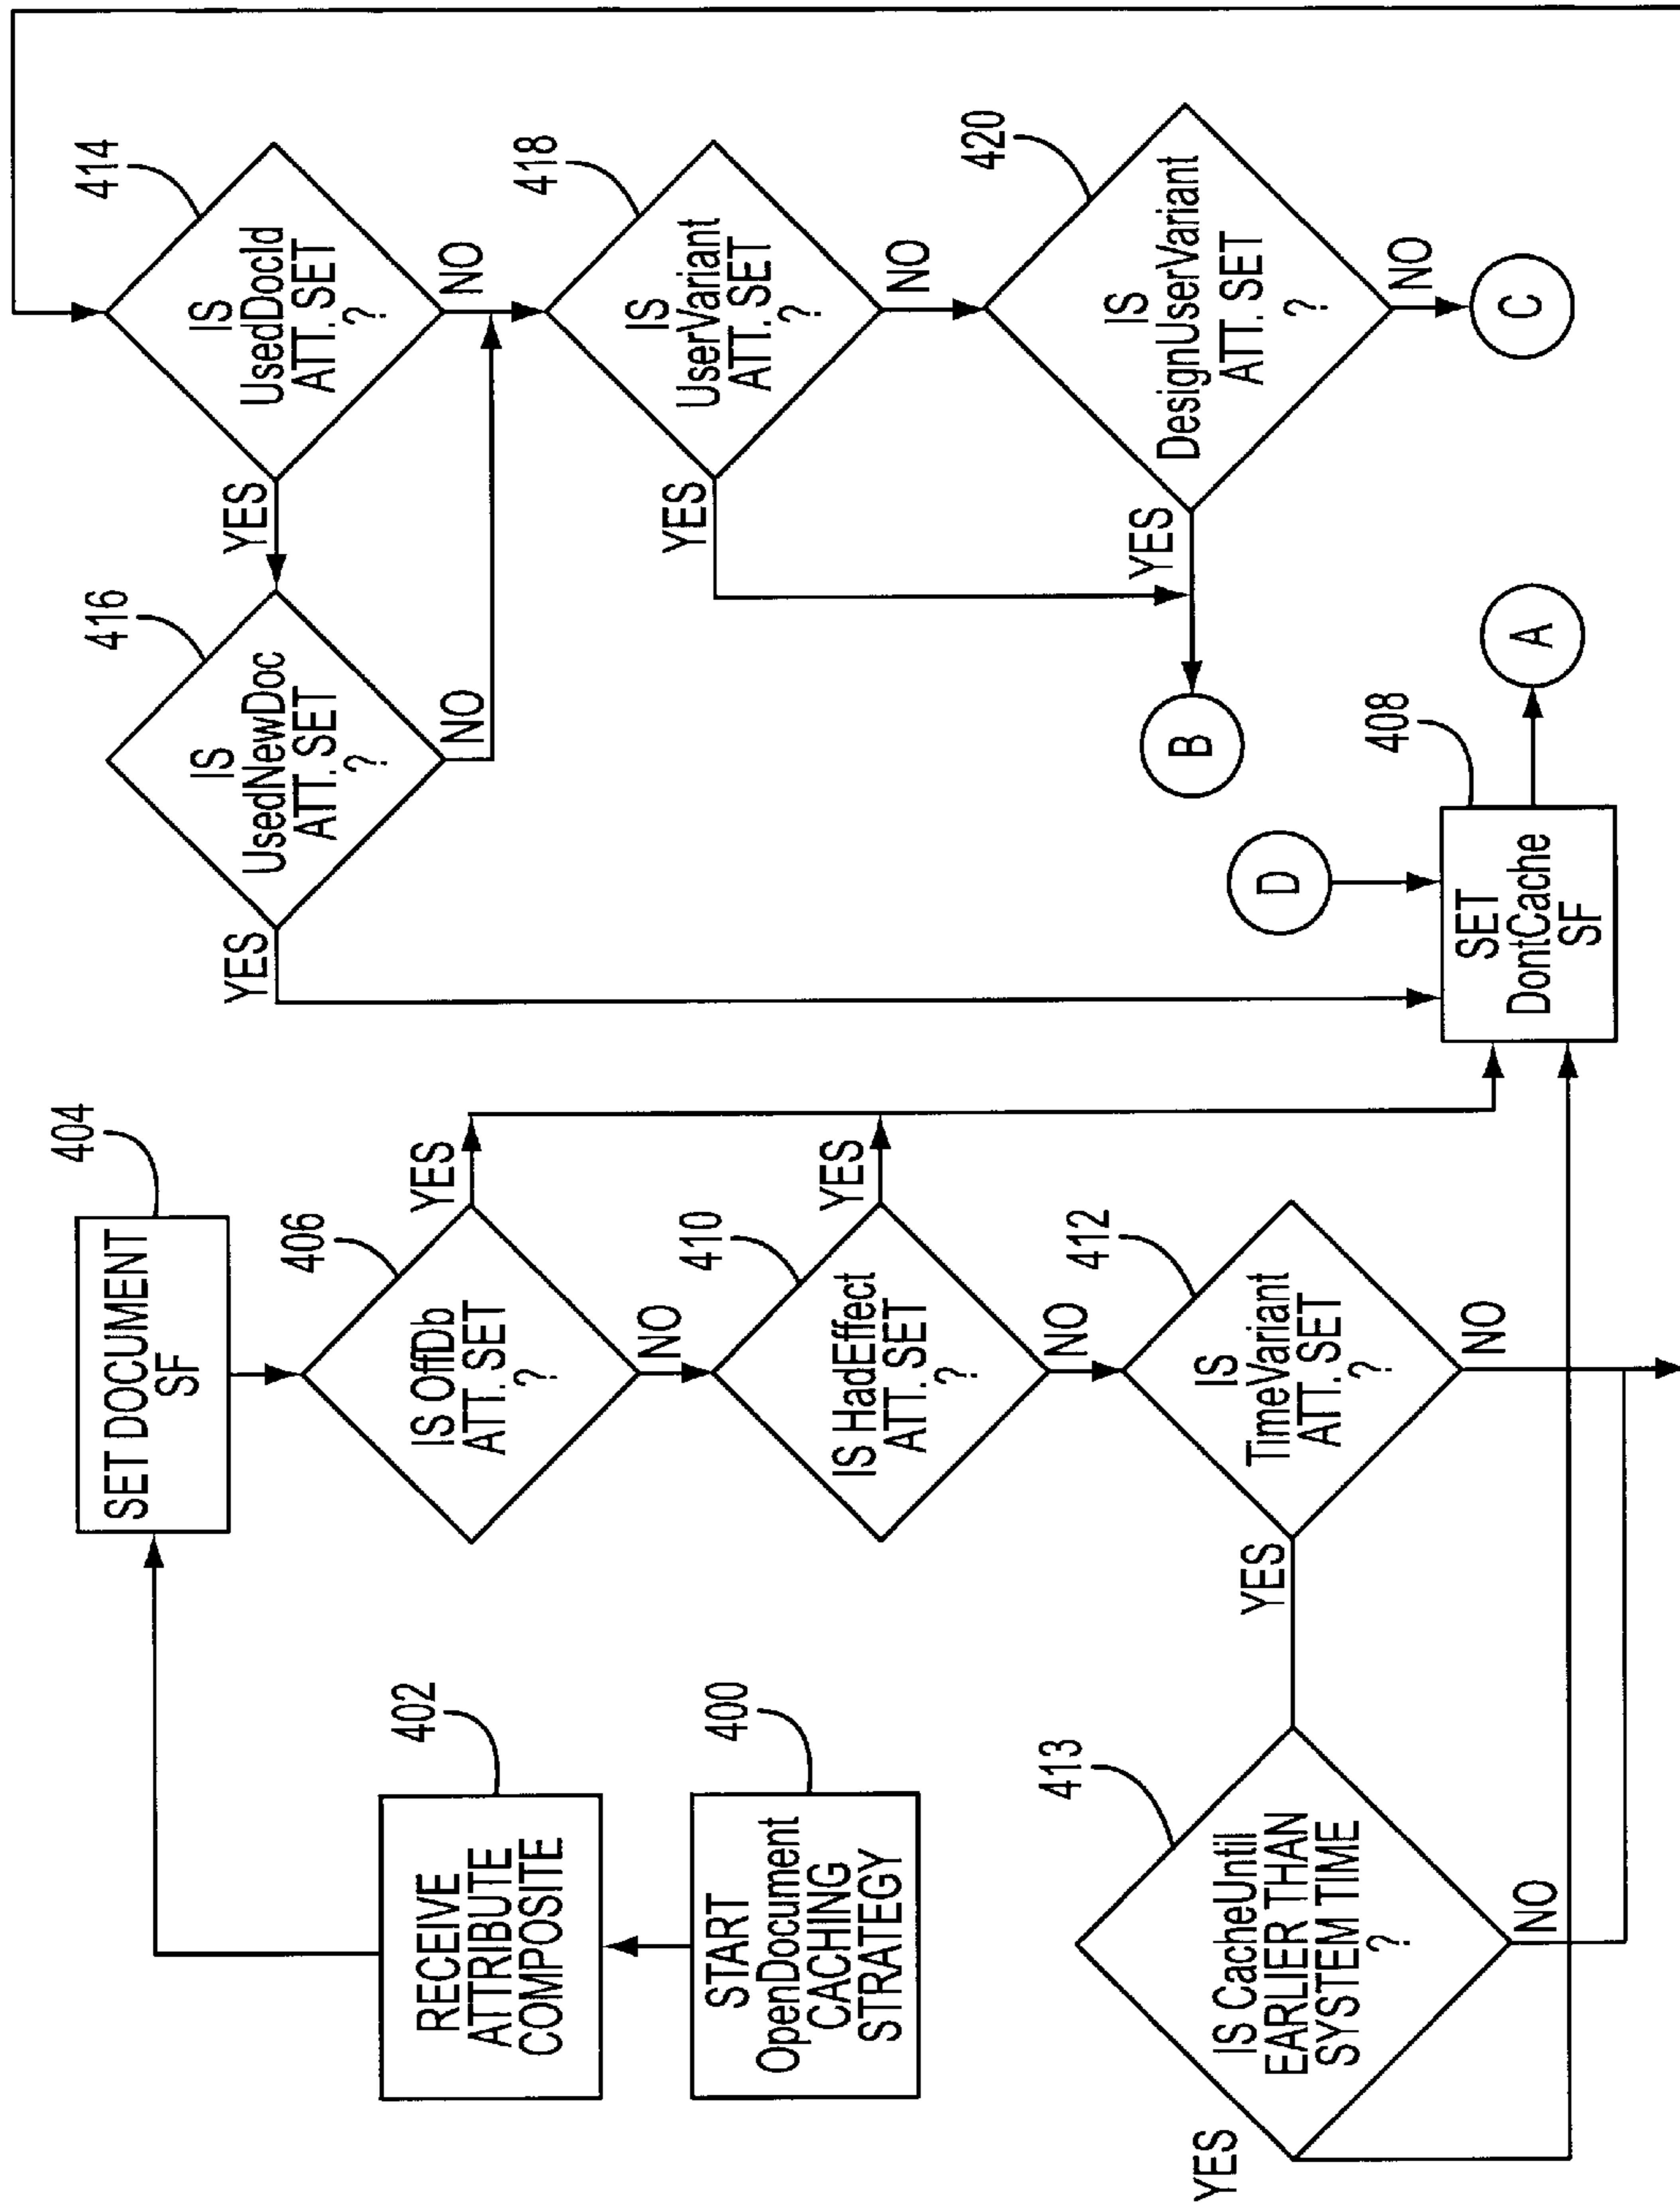 400
START
OpenDocument
CACHING
STRATEGY
402
RECEIVE
ATTRIBUTE
COMPOSITE
404
SET DOCUMENT
SF
406
IS OffDb
ATT. SET
?
YES
NO
410
IS HadEffect
ATT. SET
?
YES
NO
412
IS
TimeVariant
ATT. SET
?
YES
NO
413
IS CacheUntil
EARLIER THAN
SYSTEM TIME
?
YES
NO
414
IS
UsedDocId
ATT. SET
?
YES
NO
416
IS
UsedNewDoc
ATT. SET
?
YES
NO
418
IS
UserVariant
ATT. SET
?
YES
NO
420
IS
DesignUserVariant
ATT. SET
?
YES
NO
B
C
D
408
SET
DontCache
SF
A